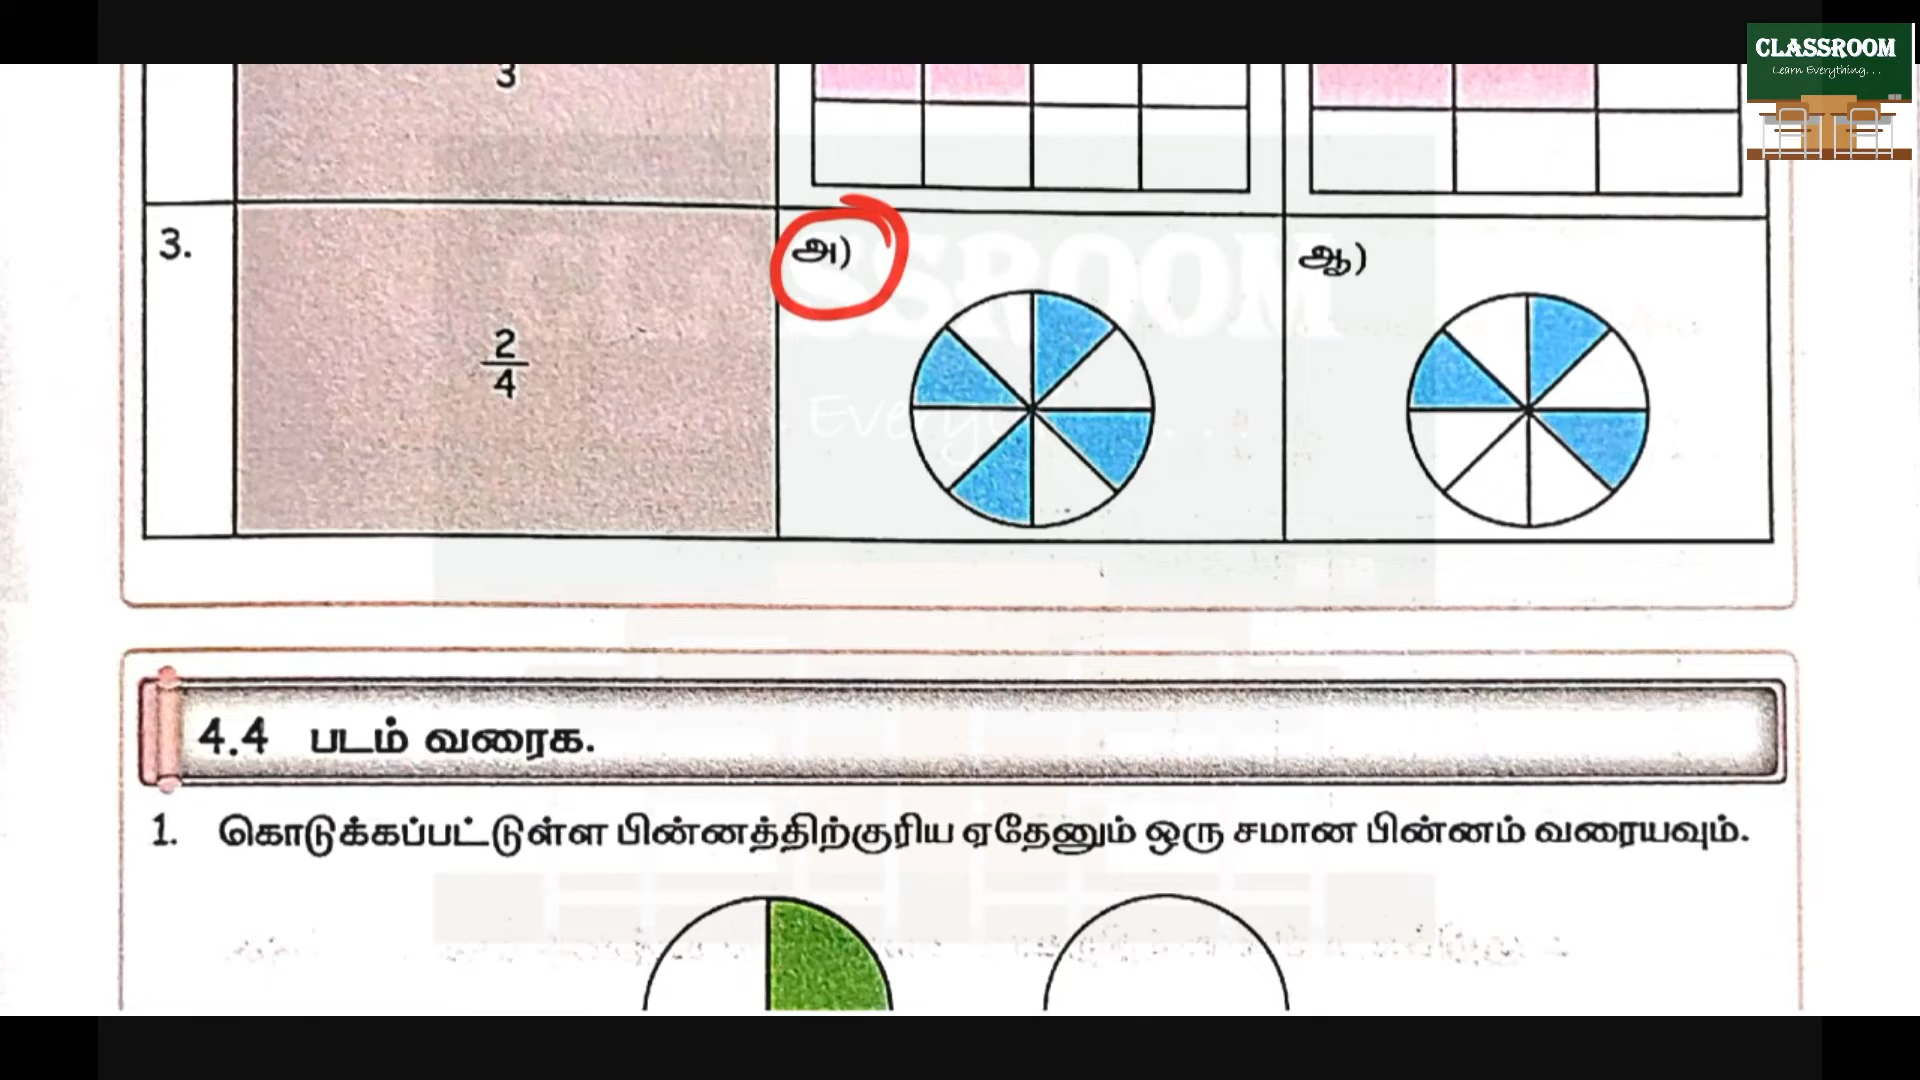 CLASSROOM
Learn Everything...
3
3.
அ)
ஆ)
2
4
4.4 படம் வரைக.
1. கொடுக்கப்பட்டுள்ள பின்னத்திற்குரிய ஏதேனும் ஒரு சமான பின்னம் வரையவும்.